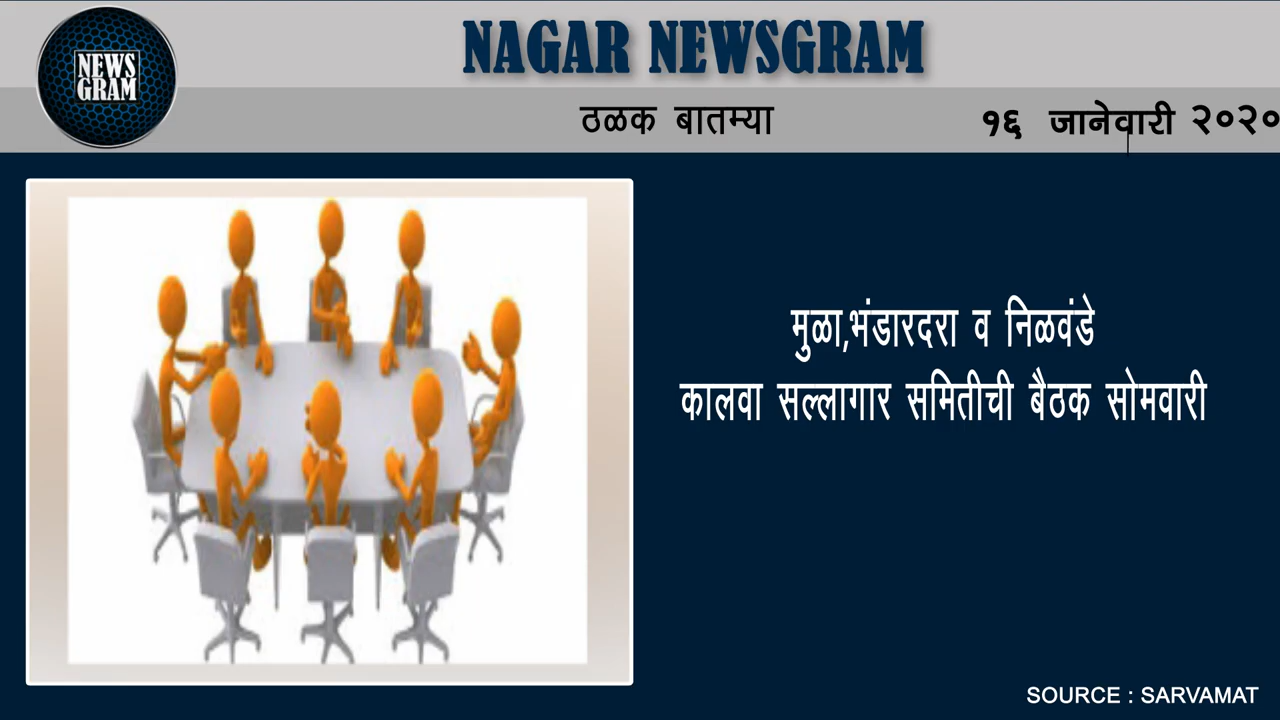 NEWS
GRAM
NAGAR NEWSGRAM
ठळक बातम्या
१६ जानेवारी २०२०
मुळा,भंडारदरा व निळवंडे
कालवा सल्लागार समितीची बैठक सोमवारी
SOURCE : SARVAMAT